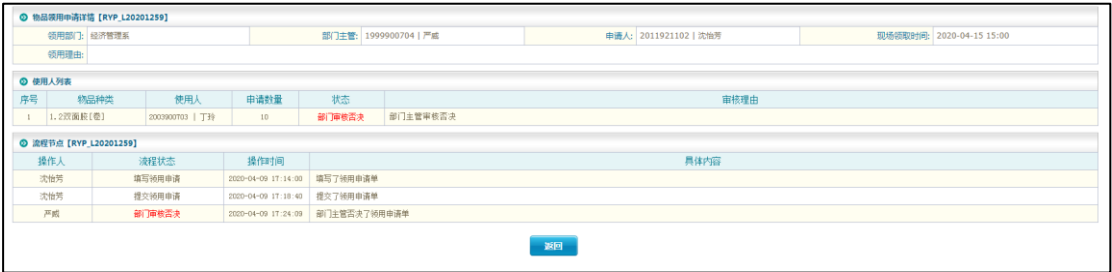 物品领用申请详情【RYP_L20201259】
领用部门: 经济管理系 部门主管: 1999900704 | 严威 申请人: 2011921102 | 沈怡芳 现场领取时间: 2020-04-15 15:00
领用理由:
使用人列表
序号 物品种类 使用人 申请数量 状态 审核理由
1 1.2双面胶[卷] 2003900703 | 丁玲 10 部门审核否决 部门主管审核否决
流程节点【RYP_L20201259】
操作人 流程状态 操作时间 具体内容
沈怡芳 填写领用申请 2020-04-09 17:14:00 填写了领用申请单
沈怡芳 提交领用申请 2020-04-09 17:18:40 提交了领用申请单
严威 部门审核否决 2020-04-09 17:24:09 部门主管否决了领用申请单
返回